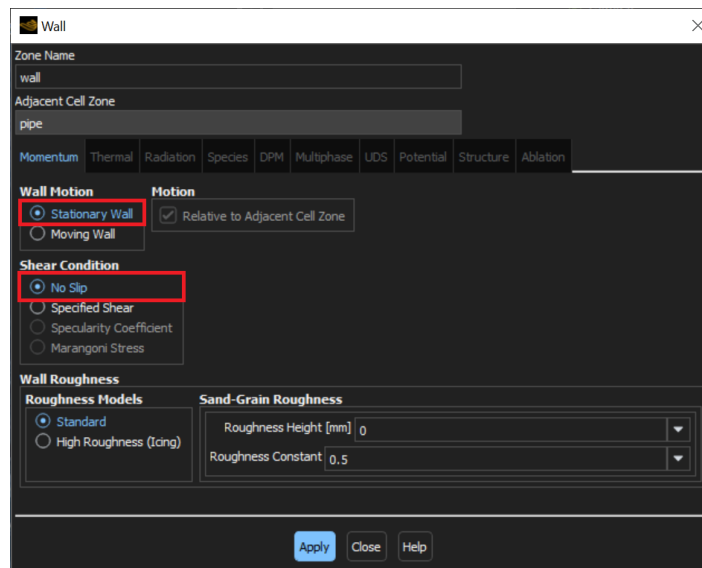 Wall
Zone Name
wall
Adjacent Cell Zone
pipe
Momentum Thermal Radiation Species DPM Multiphase UDS Potential Structure Ablation
Wall Motion Motion
Stationary Wall Relative to Adjacent Cell Zone
Moving Wall
Shear Condition
No Slip
Specified Shear
Specularity Coefficient
Marangoni Stress
Wall Roughness
Roughness Models Sand-Grain Roughness
Standard Roughness Height [mm] 0
High Roughness (Icing) Roughness Constant 0.5
Apply Close Help